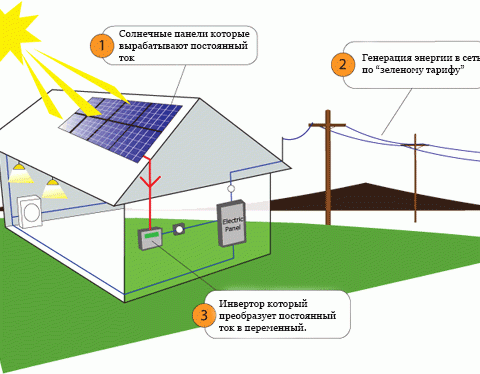 1
Солнечные панели которые
вырабатывают постоянный
ток
2
Генерация энергии в сеть
по “зеленому тарифу”
Electric
Panel
3
Инвертор который
преобразует постоянный
ток в переменный.